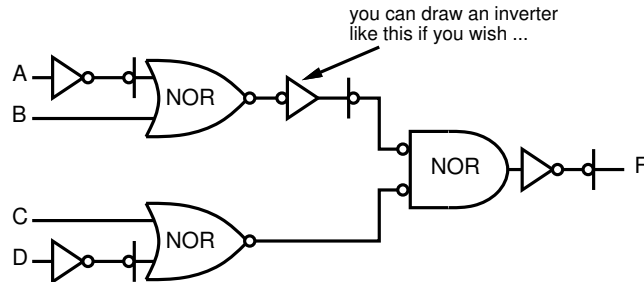 you can draw an inverter
like this if you wish ...
A
NOR
B
NOR
F
C
NOR
D